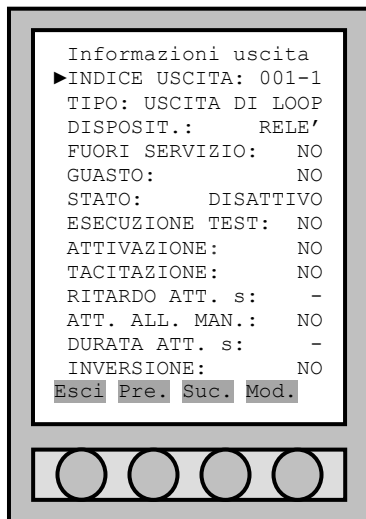 Informazioni uscita
►INDICE USCITA: 001-1
TIPO: USCITA DI LOOP
DISPOSIT.: RELE’
FUORI SERVIZIO: NO
GUASTO: NO
STATO: DISATTIVO
ESECUZIONE TEST: NO
ATTIVAZIONE: NO
TACITAZIONE: NO
RITARDO ATT. s: -
ATT. ALL. MAN.: NO
DURATA ATT. s: -
INVERSIONE: NO
Esci Pre. Suc. Mod.